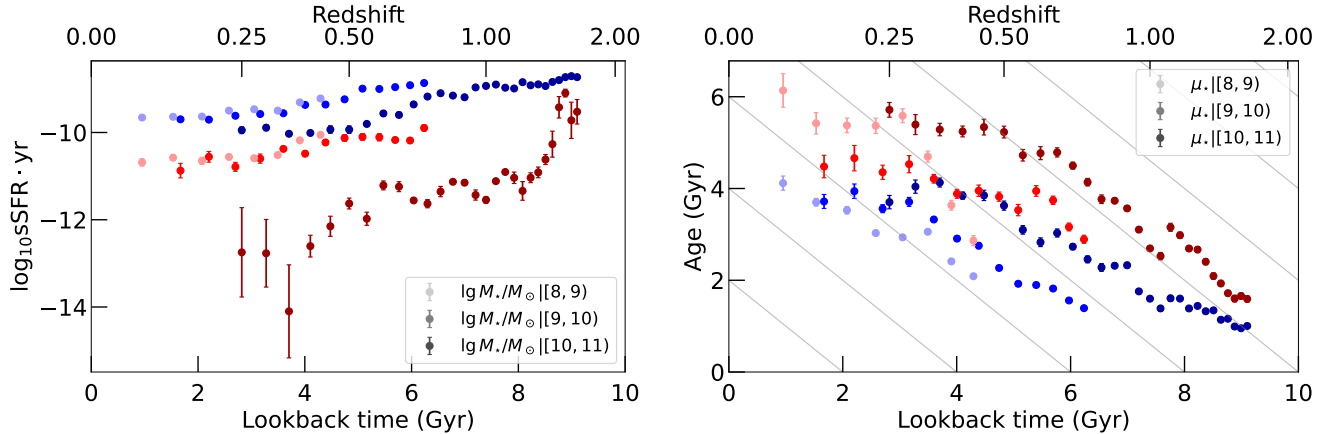 Redshift
0.00 0.25 0.50 1.00 2.00
log₁₀sSFR · yr
−10
−12
−14
lg M⋆/M⊙|[8, 9)
lg M⋆/M⊙|[9, 10)
lg M⋆/M⊙|[10, 11)
0 2 4 6 8 10
Lookback time (Gyr)
Redshift
0.00 0.25 0.50 1.00 2.00
Age (Gyr)
6
4
2
0
μ⋆|[8, 9)
μ⋆|[9, 10)
μ⋆|[10, 11)
0 2 4 6 8 10
Lookback time (Gyr)